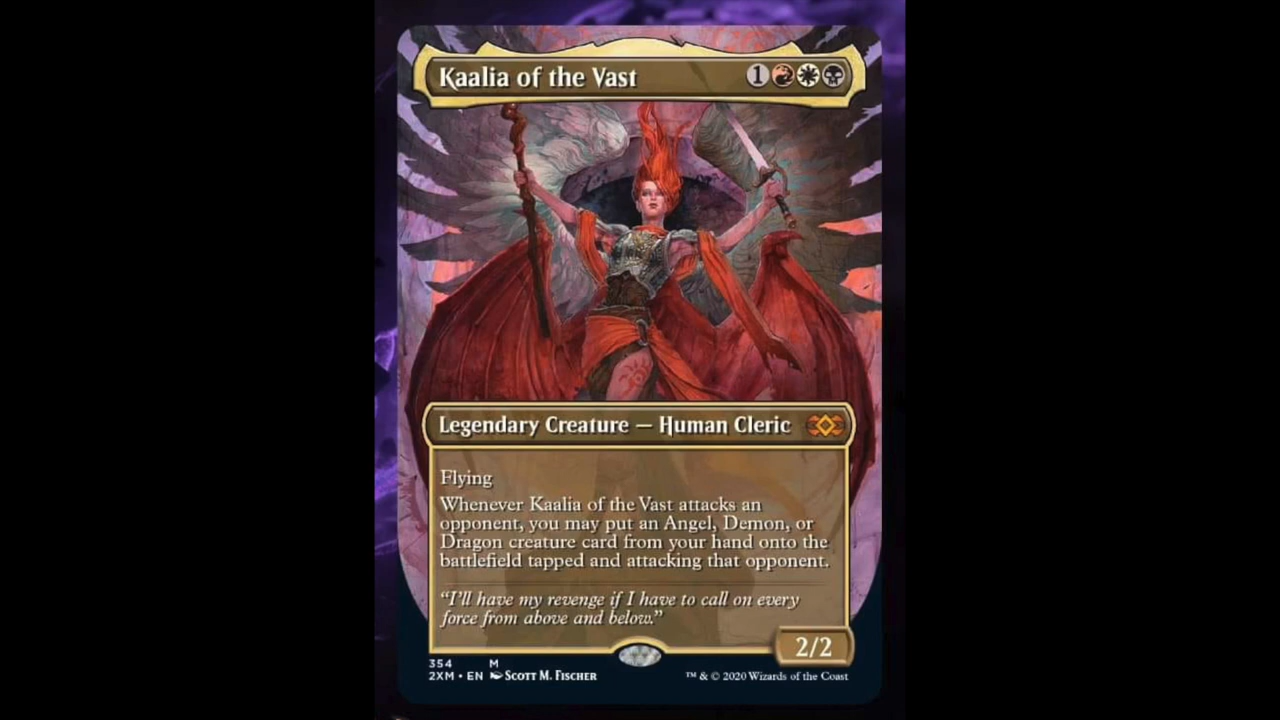 Kaalia of the Vast 1
Legendary Creature — Human Cleric
Flying
Whenever Kaalia of the Vast attacks an
opponent, you may put an Angel, Demon, or
Dragon creature card from your hand onto the
battlefield tapped and attacking that opponent.
“I’ll have my revenge if I have to call on every
force from above and below.”
2/2
354 M
2XM • EN Scott M. Fischer ™ & © 2020 Wizards of the Coast